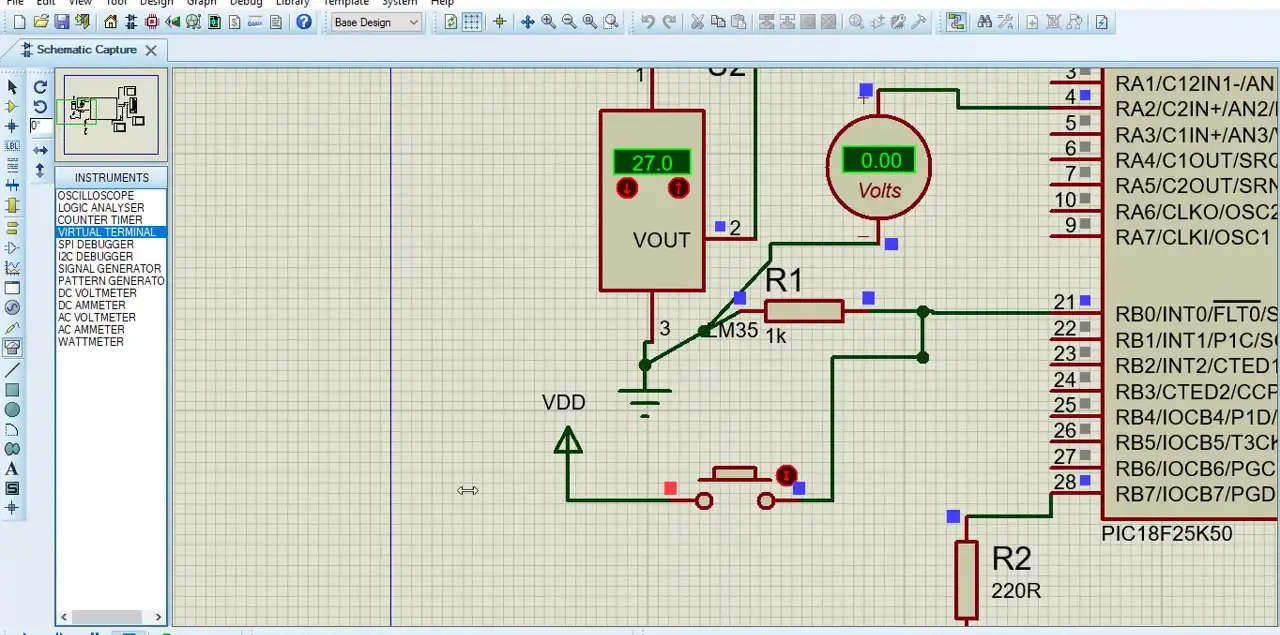 File Edit View Tool Design Graph Debug Library Template System Help
Base Design
Schematic Capture
0°
LBL
INSTRUMENTS
OSCILLOSCOPE
LOGIC ANALYSER
COUNTER TIMER
VIRTUAL TERMINAL
SPI DEBUGGER
I2C DEBUGGER
SIGNAL GENERATOR
PATTERN GENERATO
DC VOLTMETER
DC AMMETER
AC VOLTMETER
AC AMMETER
WATTMETER
A
S
1
U2
27.0
2
VOUT
3
LM35
+
0.00
Volts
R1
1k
VDD
3
RA1/C12IN1-/AN
4
RA2/C2IN+/AN2/
5
RA3/C1IN+/AN3/
6
RA4/C1OUT/SRC
7
RA5/C2OUT/SRN
10
RA6/CLKO/OSC2
9
RA7/CLKI/OSC1
21
RB0/INT0/FLT0/S
22
RB1/INT1/P1C/S
23
RB2/INT2/CTED1
24
RB3/CTED2/CCP
25
RB4/IOCB4/P1D/
26
RB5/IOCB5/T3CK
27
RB6/IOCB6/PGC
28
RB7/IOCB7/PGD
PIC18F25K50
R2
220R